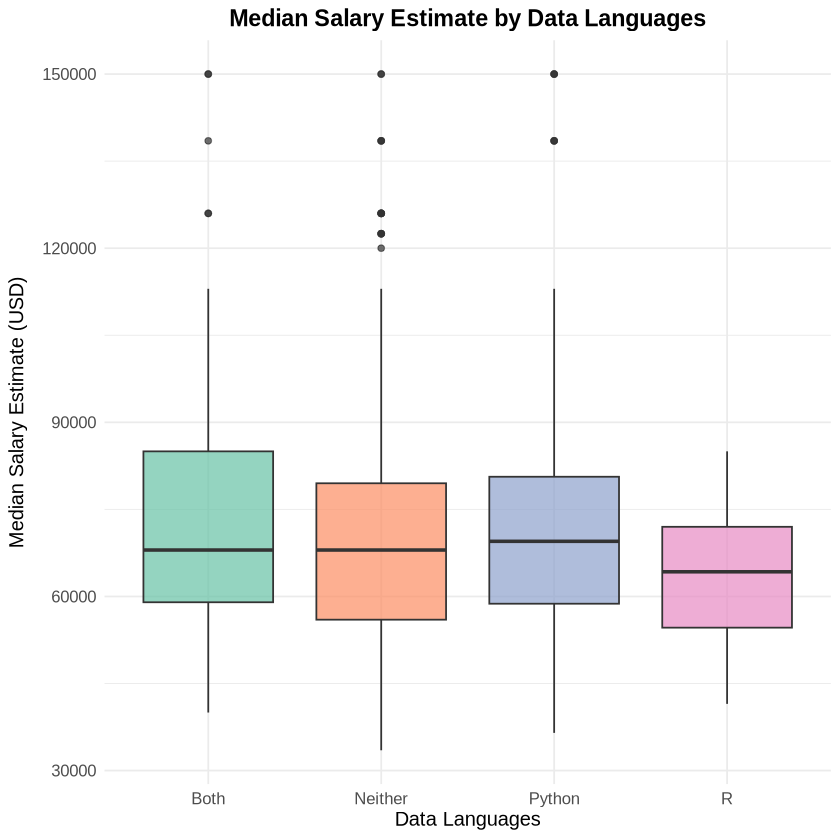 Median Salary Estimate by Data Languages
Median Salary Estimate (USD)
150000
120000
90000
60000
30000
Both Neither Python R
Data Languages